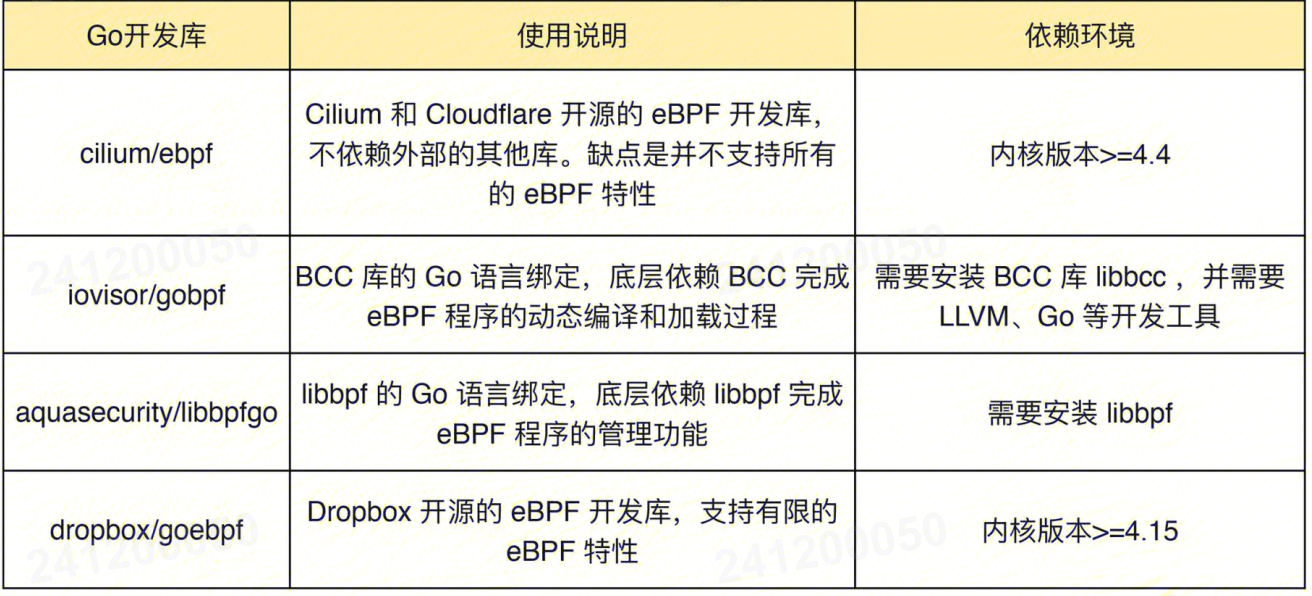 Go开发库
使用说明
依赖环境
cilium/ebpf
Cilium 和 Cloudflare 开源的 eBPF 开发库，
不依赖外部的其他库。缺点是并不支持所有
的 eBPF 特性
内核版本>=4.4
iovisor/gobpf
BCC 库的 Go 语言绑定，底层依赖 BCC 完成
eBPF 程序的动态编译和加载过程
需要安装 BCC 库 libbcc ，并需要
LLVM、Go 等开发工具
aquasecurity/libbpfgo
libbpf 的 Go 语言绑定，底层依赖 libbpf 完成
eBPF 程序的管理功能
需要安装 libbpf
dropbox/goebpf
Dropbox 开源的 eBPF 开发库，支持有限的
eBPF 特性
内核版本>=4.15
241200050
241200050
241200050
241200050